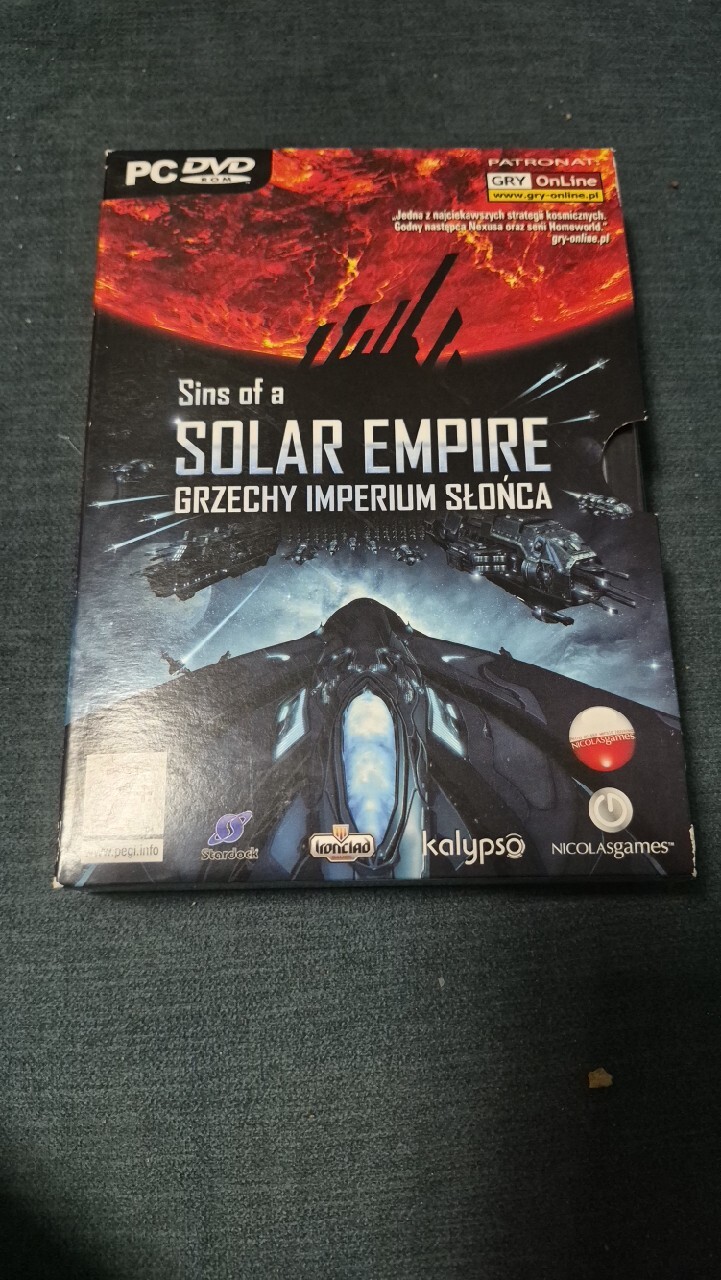 PC DVD
ROM
PATRONAT:
GRY OnLine
www.gry-online.pl
„Jedna z najciekawszych strategii kosmicznych.
Godny następca Nexusa oraz serii Homeworld."
gry-online.pl
Sins of a
SOLAR EMPIRE
GRZECHY IMPERIUM SŁOŃCA
NICOLASgames
www.pegi.info
Stardock
Ironclad
kalypso
NICOLASgames™